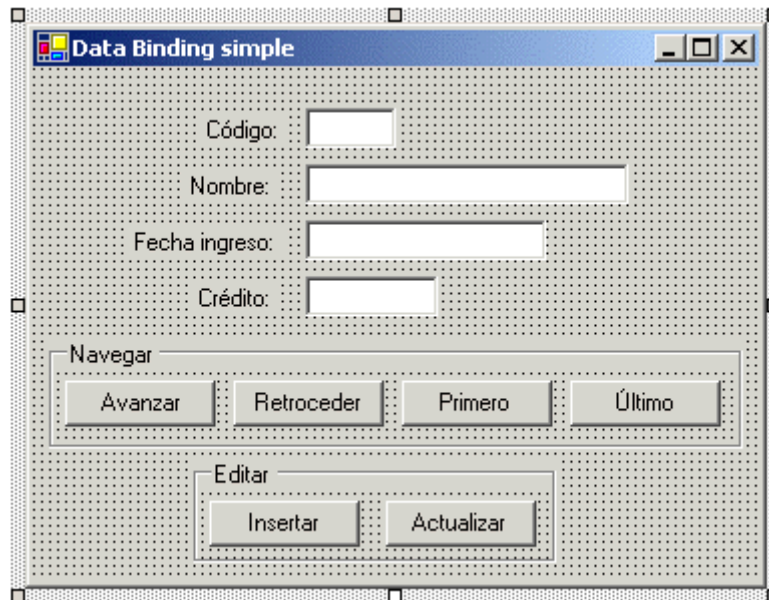 Data Binding simple
Código:
Nombre:
Fecha ingreso:
Crédito:
Navegar
Avanzar Retroceder Primero Último
Editar
Insertar Actualizar